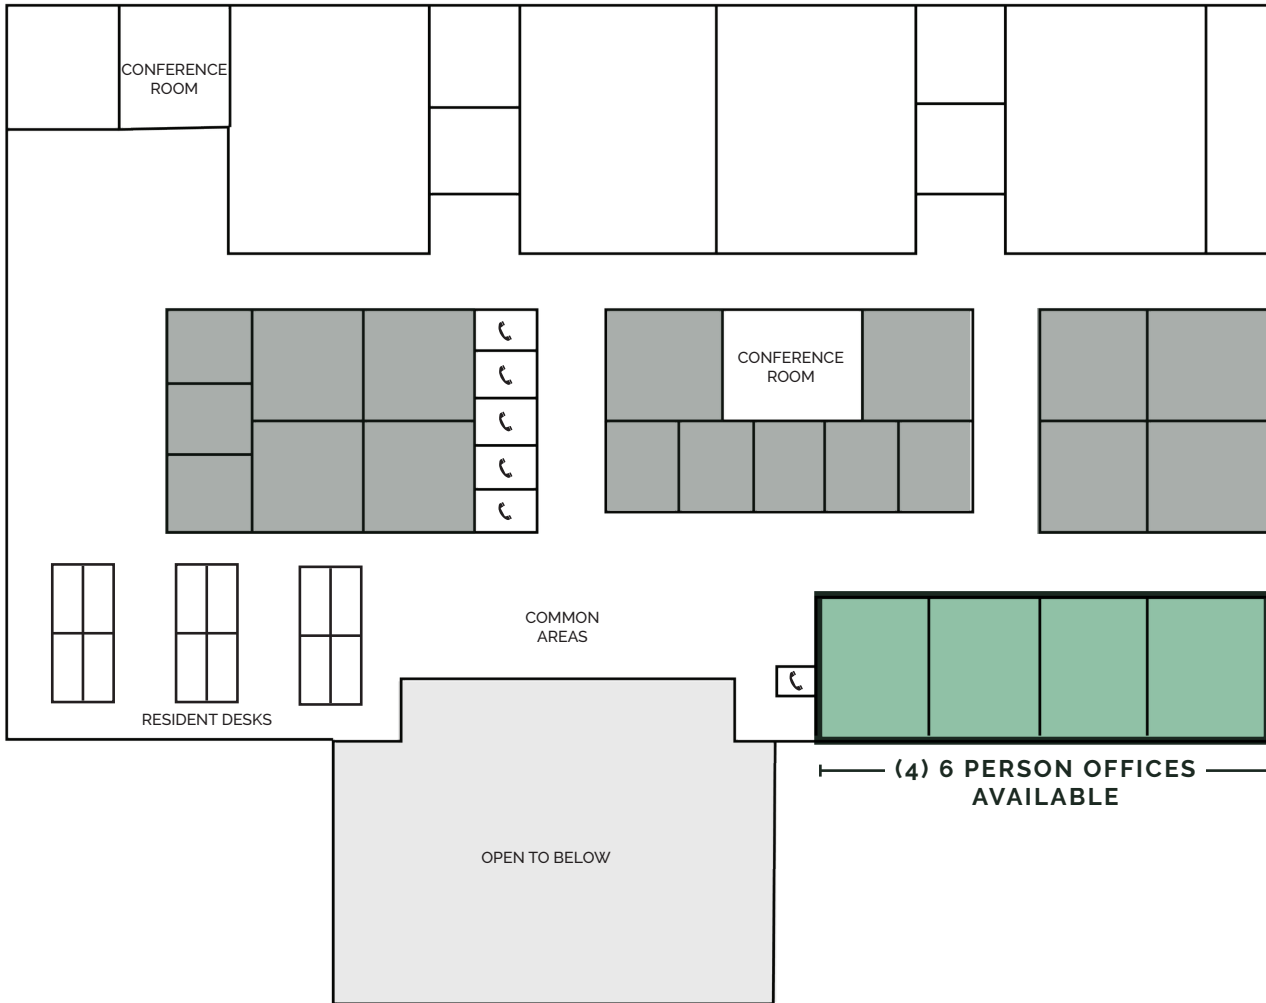 CONFERENCE
ROOM
CONFERENCE
ROOM
COMMON
AREAS
RESIDENT DESKS
(4) 6 PERSON OFFICES
AVAILABLE
OPEN TO BELOW